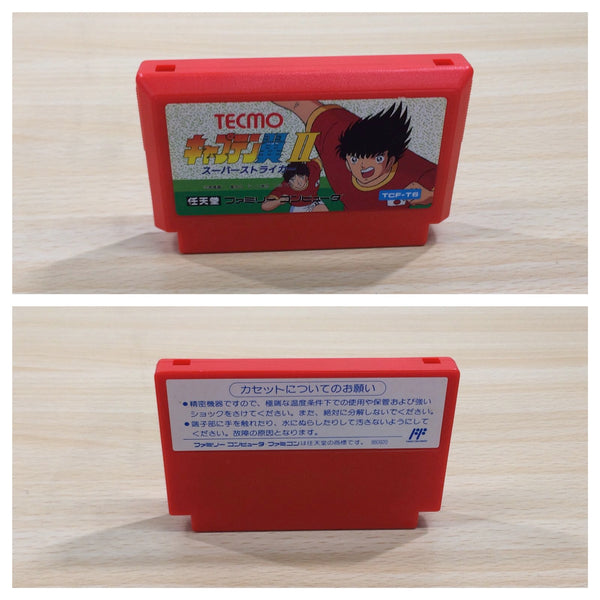 TECMO
キャプテン翼 II
スーパーストライカー
任天堂 ファミリー コンピュータ
TCF-TS
カセットについてのお願い
● 精密機器ですので、極端な温度条件下での使用や保管および強い
ショックをさけてください。また、絶対に分解しないでください。
● 端子部に手を触れたり、水にぬらしたりして汚さないようにして
ください。故障の原因となります。
ファミリー コンピュータ ファミコンは任天堂の商標です。
FF